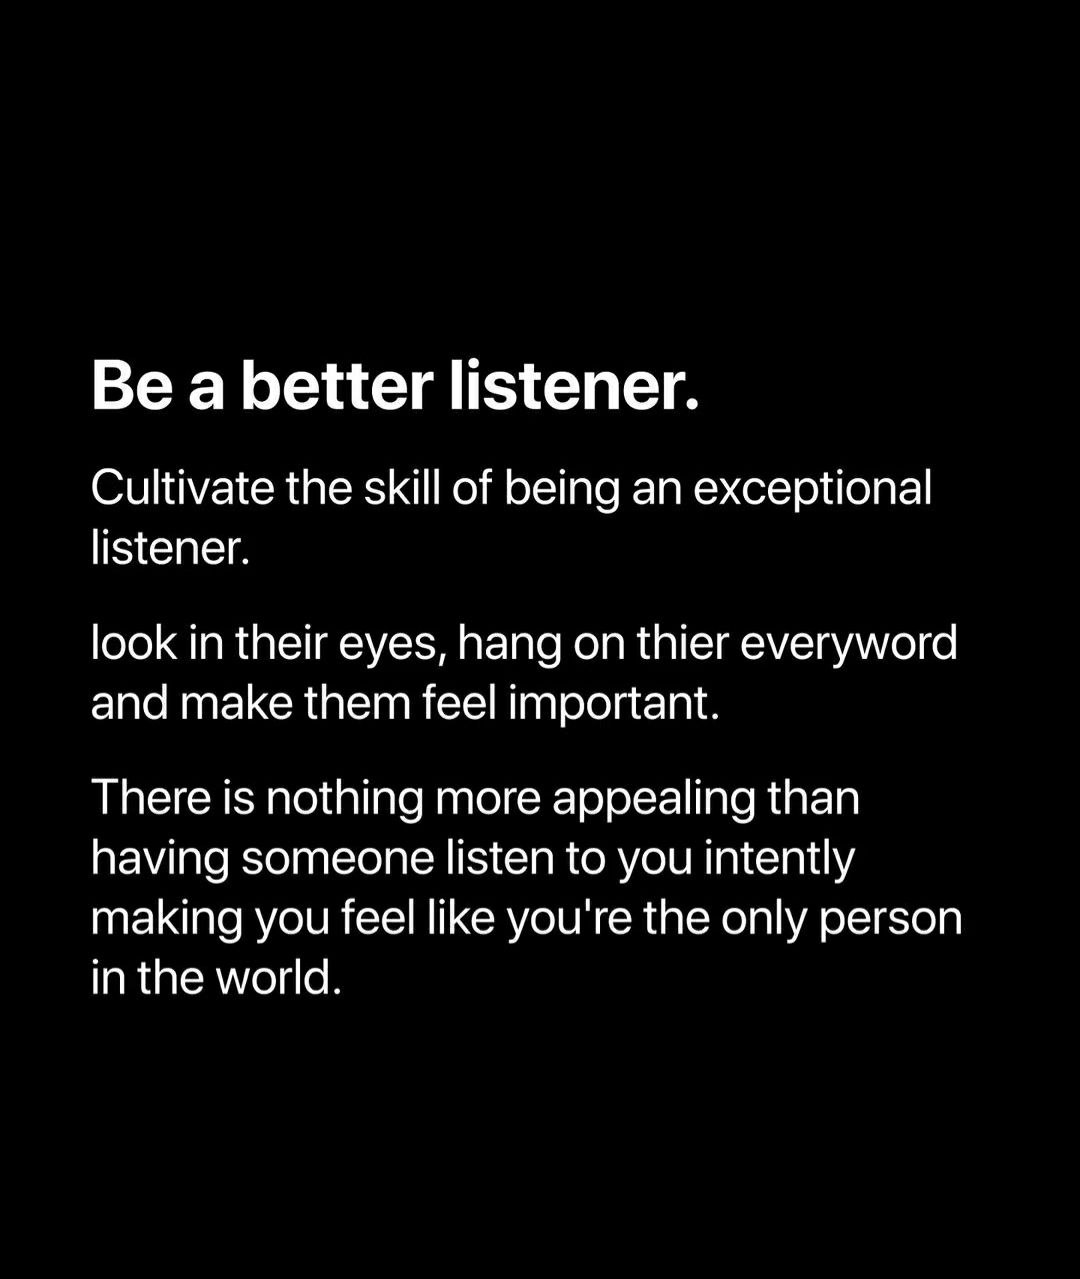 Be a better listener.
Cultivate the skill of being an exceptional
listener.
look in their eyes, hang on thier everyword
and make them feel important.
There is nothing more appealing than
having someone listen to you intently
making you feel like you're the only person
in the world.